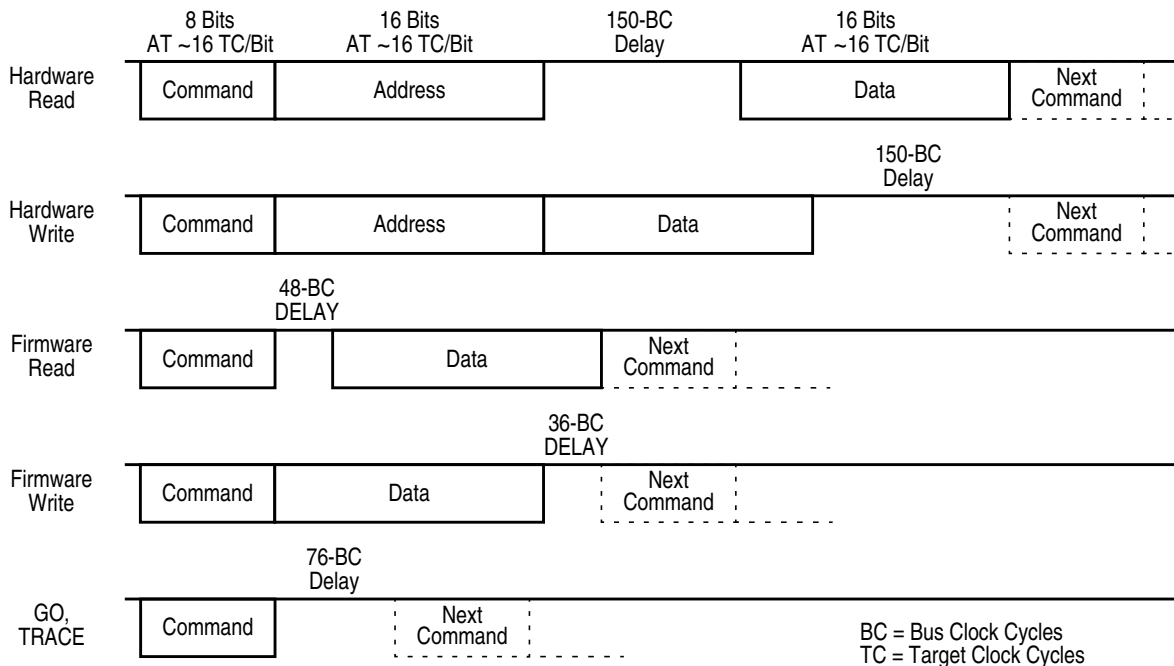 8 Bits
AT ~16 TC/Bit
16 Bits
AT ~16 TC/Bit
150-BC
Delay
16 Bits
AT ~16 TC/Bit
Hardware
Read
Command
Address
Data
Next
Command
150-BC
Delay
Hardware
Write
Command
Address
Data
Next
Command
48-BC
DELAY
Firmware
Read
Command
Data
Next
Command
36-BC
DELAY
Firmware
Write
Command
Data
Next
Command
76-BC
Delay
GO,
TRACE
Command
Next
Command
BC = Bus Clock Cycles
TC = Target Clock Cycles